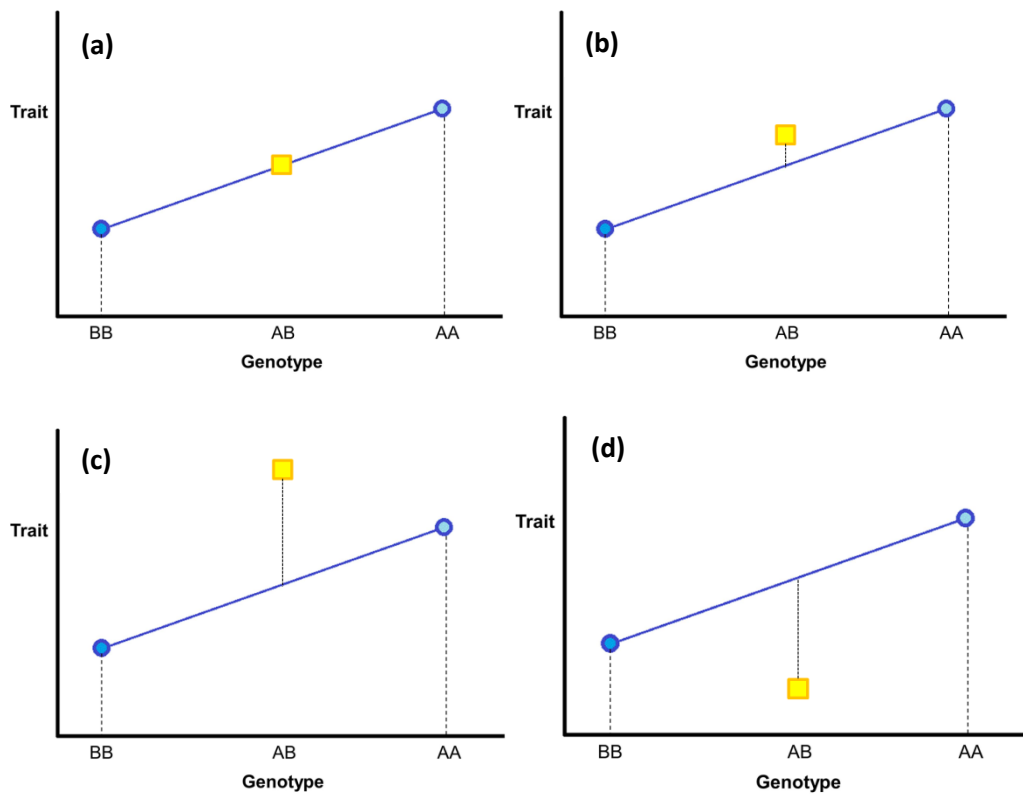 (a)
Trait
BB AB AA
Genotype
(b)
Trait
BB AB AA
Genotype
(c)
Trait
BB AB AA
Genotype
(d)
Trait
BB AB AA
Genotype